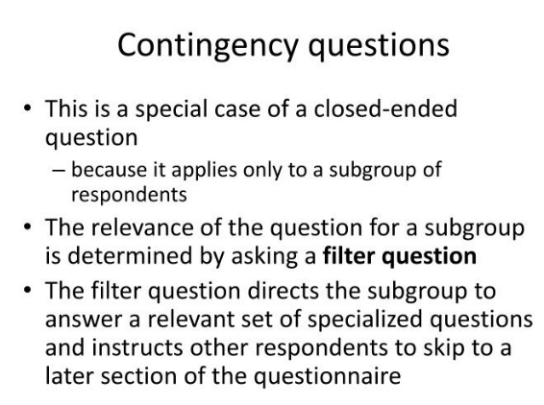 Contingency questions
• This is a special case of a closed-ended
question
– because it applies only to a subgroup of
respondents
• The relevance of the question for a subgroup
is determined by asking a filter question
• The filter question directs the subgroup to
answer a relevant set of specialized questions
and instructs other respondents to skip to a
later section of the questionnaire